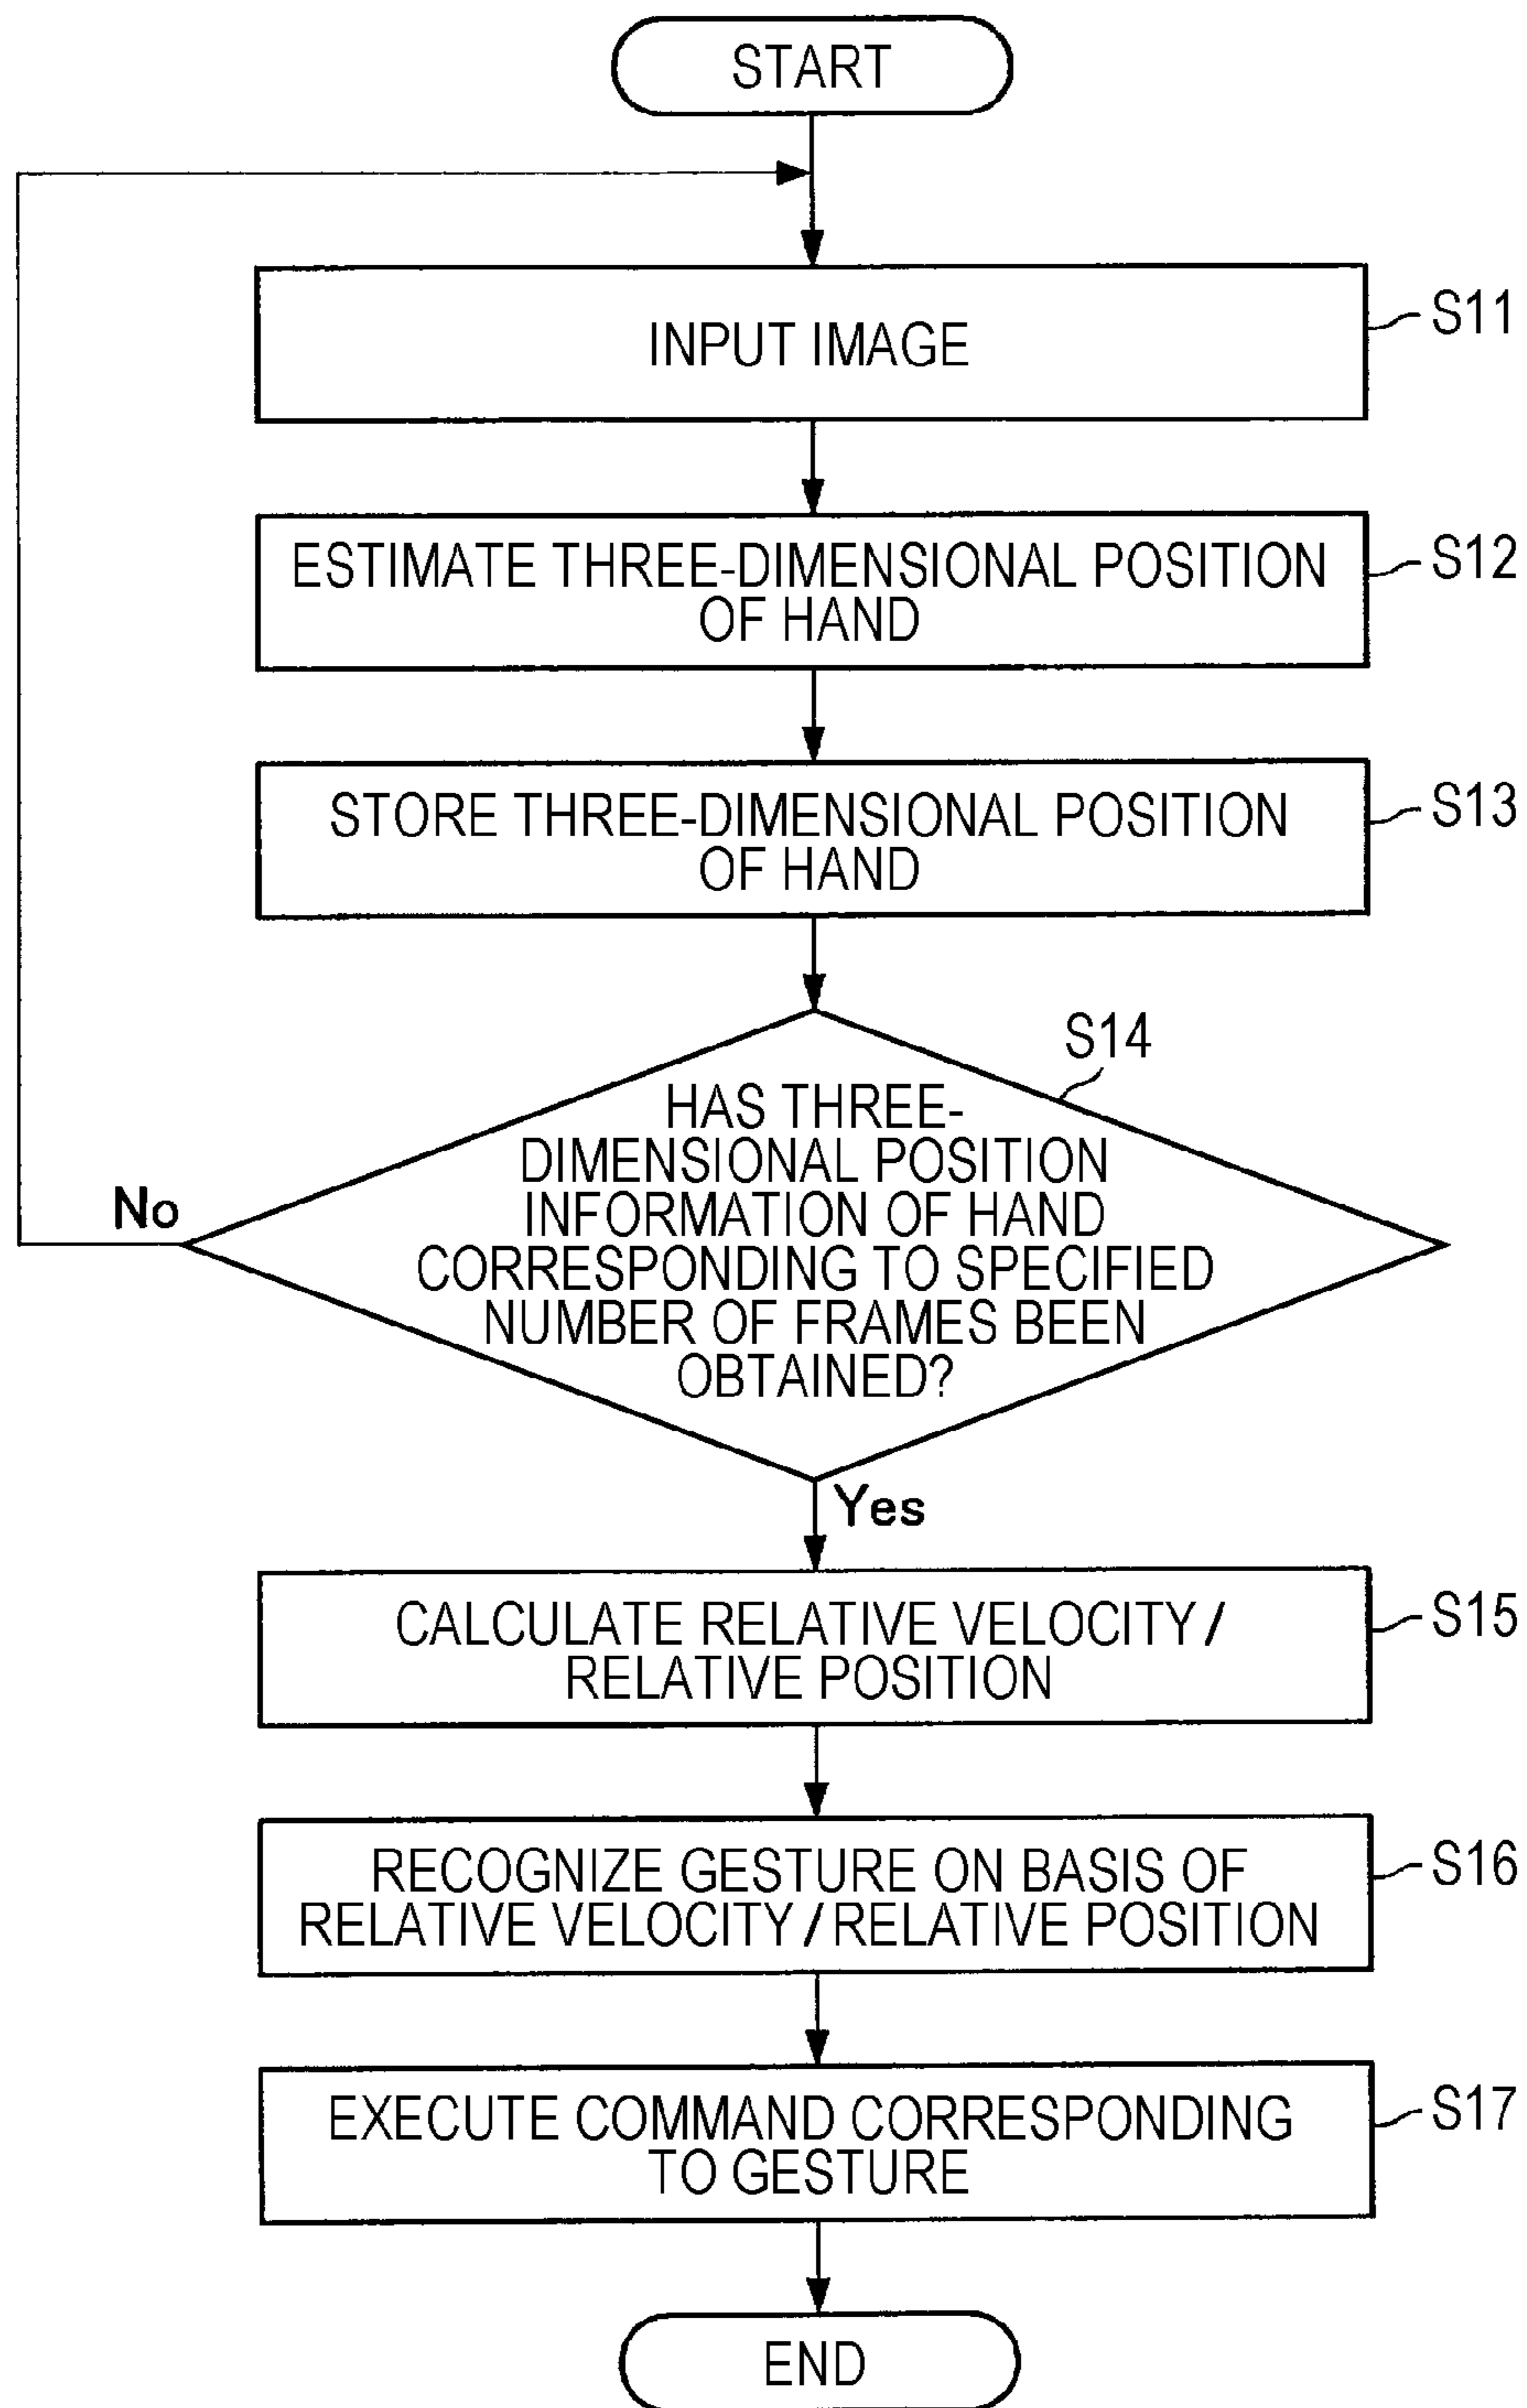 START
INPUT IMAGE
S11
ESTIMATE THREE-DIMENSIONAL POSITION
OF HAND
S12
STORE THREE-DIMENSIONAL POSITION
OF HAND
S13
S14
HAS THREE-
DIMENSIONAL POSITION
INFORMATION OF HAND
CORRESPONDING TO SPECIFIED
NUMBER OF FRAMES BEEN
OBTAINED?
No
Yes
CALCULATE RELATIVE VELOCITY/
RELATIVE POSITION
S15
RECOGNIZE GESTURE ON BASIS OF
RELATIVE VELOCITY/RELATIVE POSITION
S16
EXECUTE COMMAND CORRESPONDING
TO GESTURE
S17
END